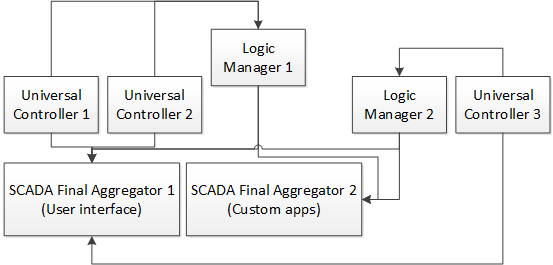 Logic
Manager 1
Universal
Controller 1
Universal
Controller 2
Logic
Manager 2
Universal
Controller 3
SCADA Final Aggregator 1
(User interface)
SCADA Final Aggregator 2
(Custom apps)